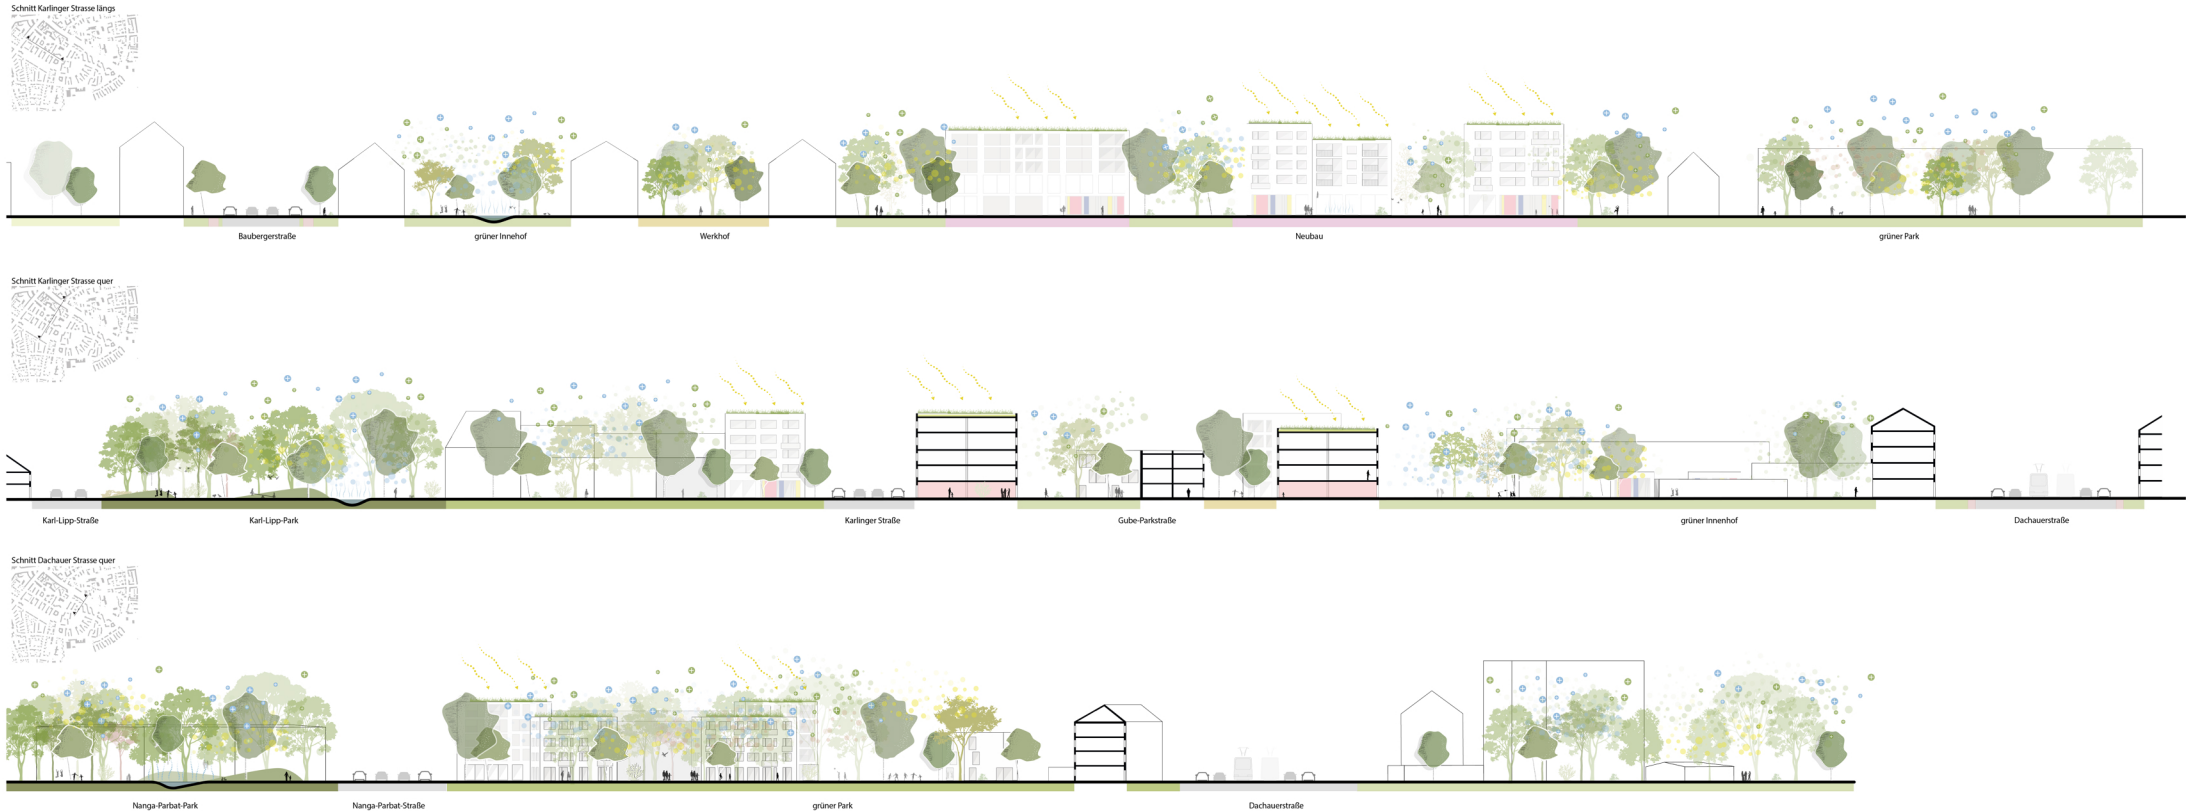 Schnitt Karlinger Strasse längs
Baubergerstraße
grüner Innehof
Werkhof
Neubau
grüner Park
Schnitt Karlinger Strasse quer
Karl-Lipp-Straße
Karl-Lipp-Park
Karlinger Straße
Gube-Parkstraße
grüner Innenhof
Dachauerstraße
Schnitt Dachauer Strasse quer
Nanga-Parbat-Park
Nanga-Parbat-Straße
grüner Park
Dachauerstraße